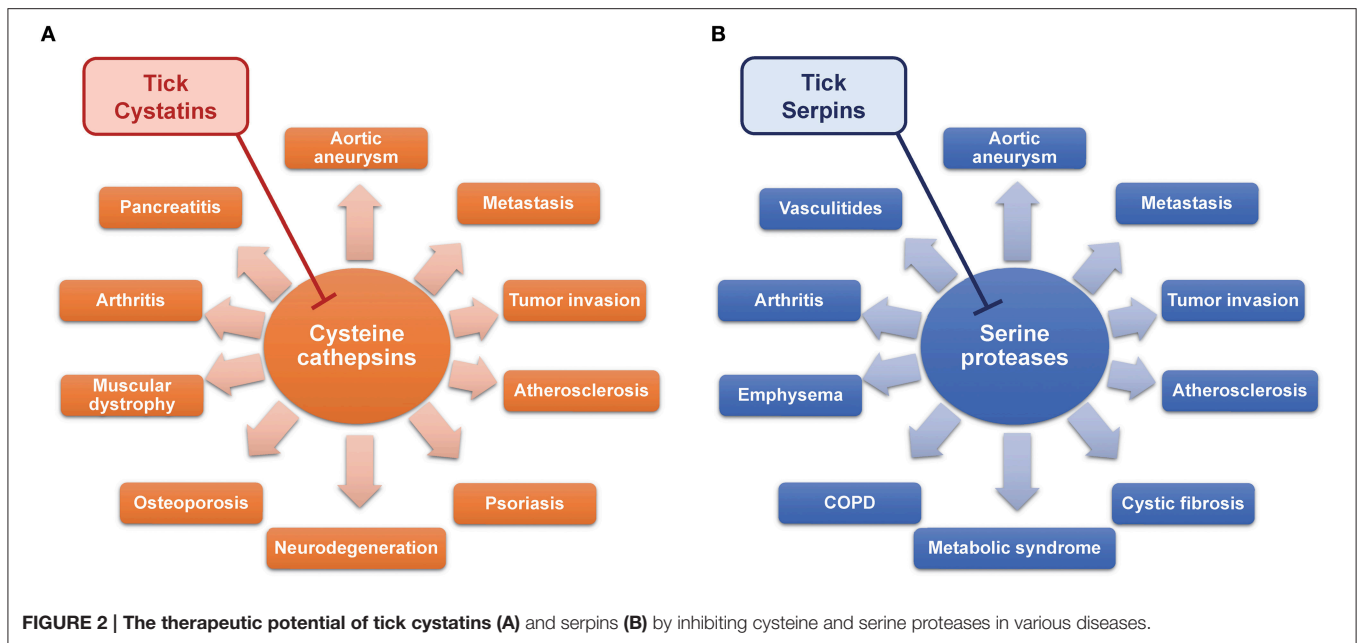 A
Tick
Cystatins
Aortic
aneurysm
Pancreatitis
Metastasis
Arthritis
Tumor invasion
Cysteine
cathepsins
Muscular
dystrophy
Atherosclerosis
Osteoporosis
Psoriasis
Neurodegeneration
B
Tick
Serpins
Aortic
aneurysm
Vasculitides
Metastasis
Arthritis
Tumor invasion
Serine
proteases
Emphysema
Atherosclerosis
COPD
Cystic fibrosis
Metabolic syndrome
FIGURE 2 | The therapeutic potential of tick cystatins (A) and serpins (B) by inhibiting cysteine and serine proteases in various diseases.